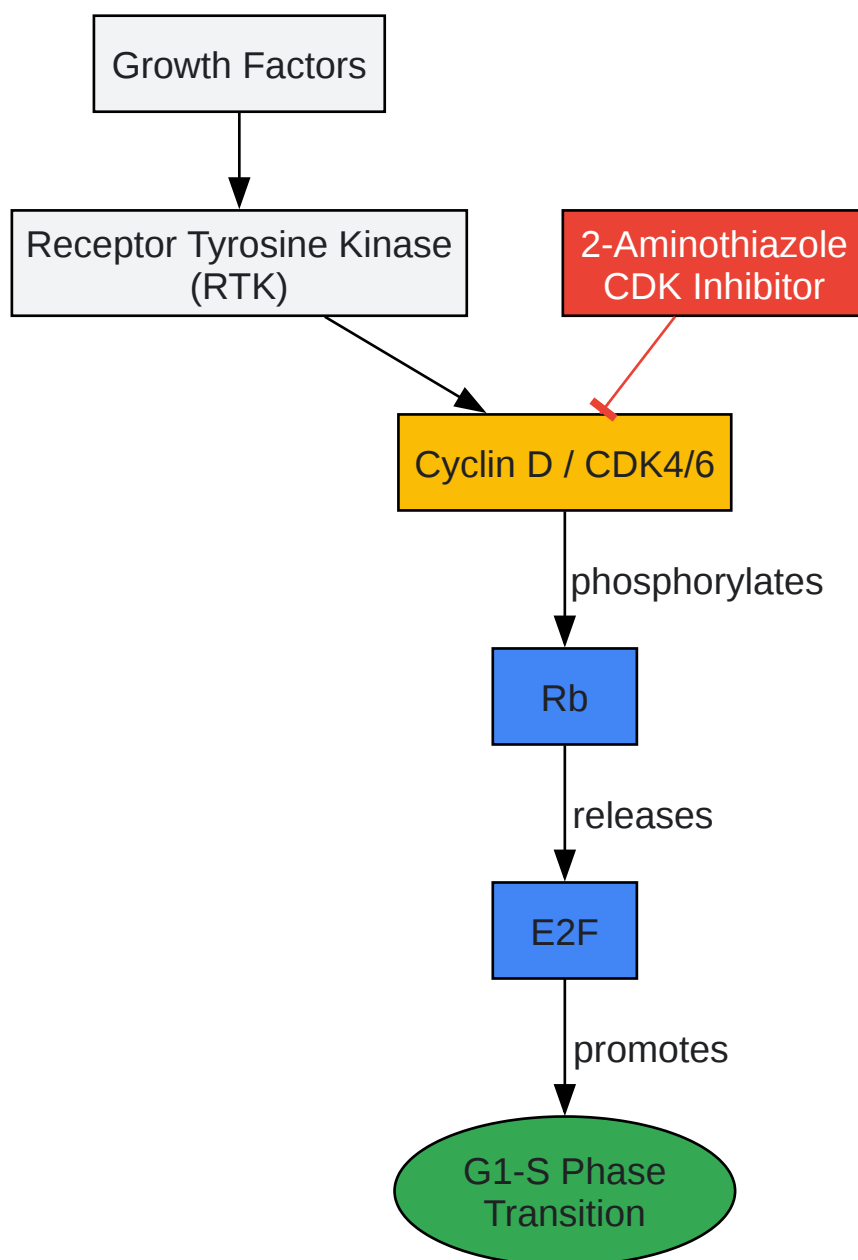 Growth Factors
Receptor Tyrosine Kinase
(RTK)
2-Aminothiazole
CDK Inhibitor
Cyclin D / CDK4/6
phosphorylates
Rb
releases
E2F
promotes
G1-S Phase
Transition